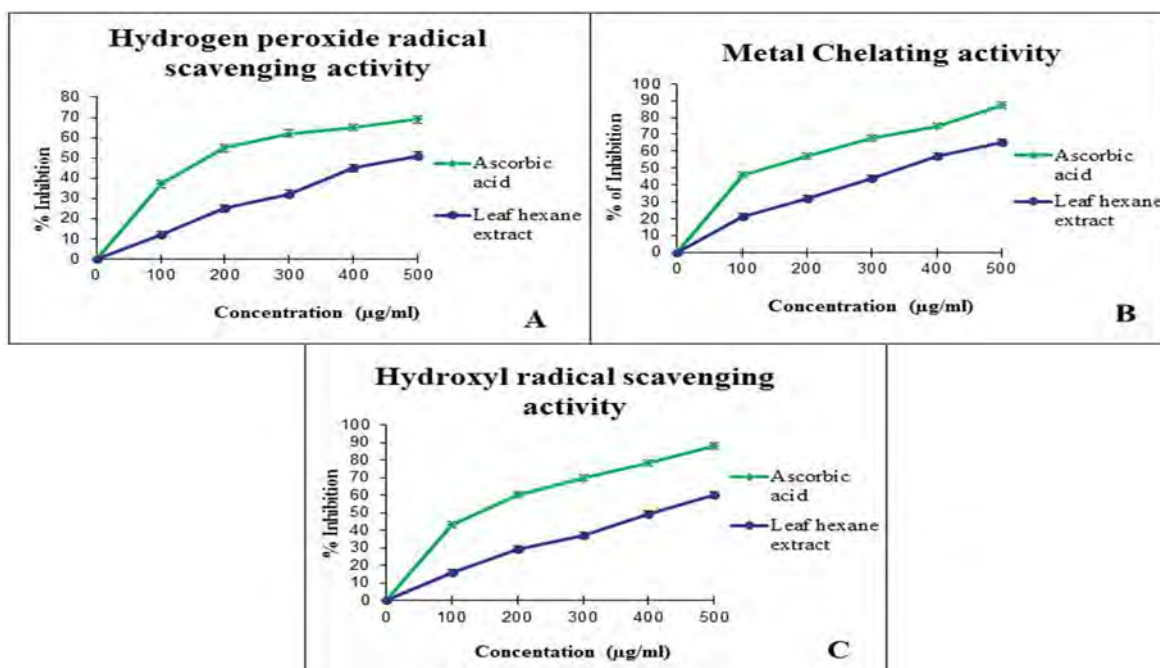 Hydrogen peroxide radical
scavenging activity
80
70
60
50
40
30
20
10
0
% Inhibtion
0 100 200 300 400 500
Concentration (µg/ml)
Ascorbic
acid
Leaf hexane
extract
A
Metal Chelating activity
100
90
80
70
60
50
40
30
20
10
0
% of Inhibition
0 100 200 300 400 500
Concentration (µg/ml)
Ascorbic
acid
Leaf hexane
extract
B
Hydroxyl radical scavenging
activity
100
90
80
70
60
50
40
30
20
10
0
% Inhibition
0 100 200 300 400 500
Concentation (µg/ml)
Ascorbic
acid
Leaf hexane
extract
C